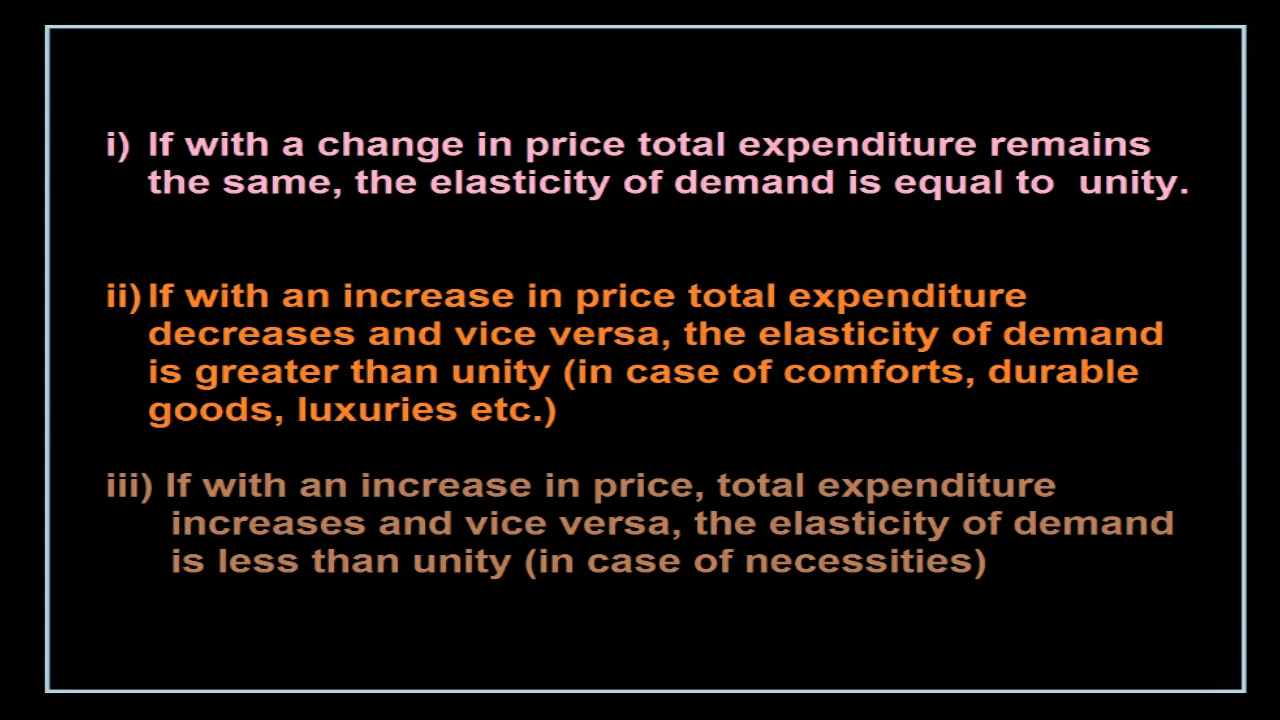 i) If with a change in price total expenditure remains
the same, the elasticity of demand is equal to unity.
ii) If with an increase in price total expenditure
decreases and vice versa, the elasticity of demand
is greater than unity (in case of comforts, durable
goods, luxuries etc.)
iii) If with an increase in price, total expenditure
increases and vice versa, the elasticity of demand
is less than unity (in case of necessities)